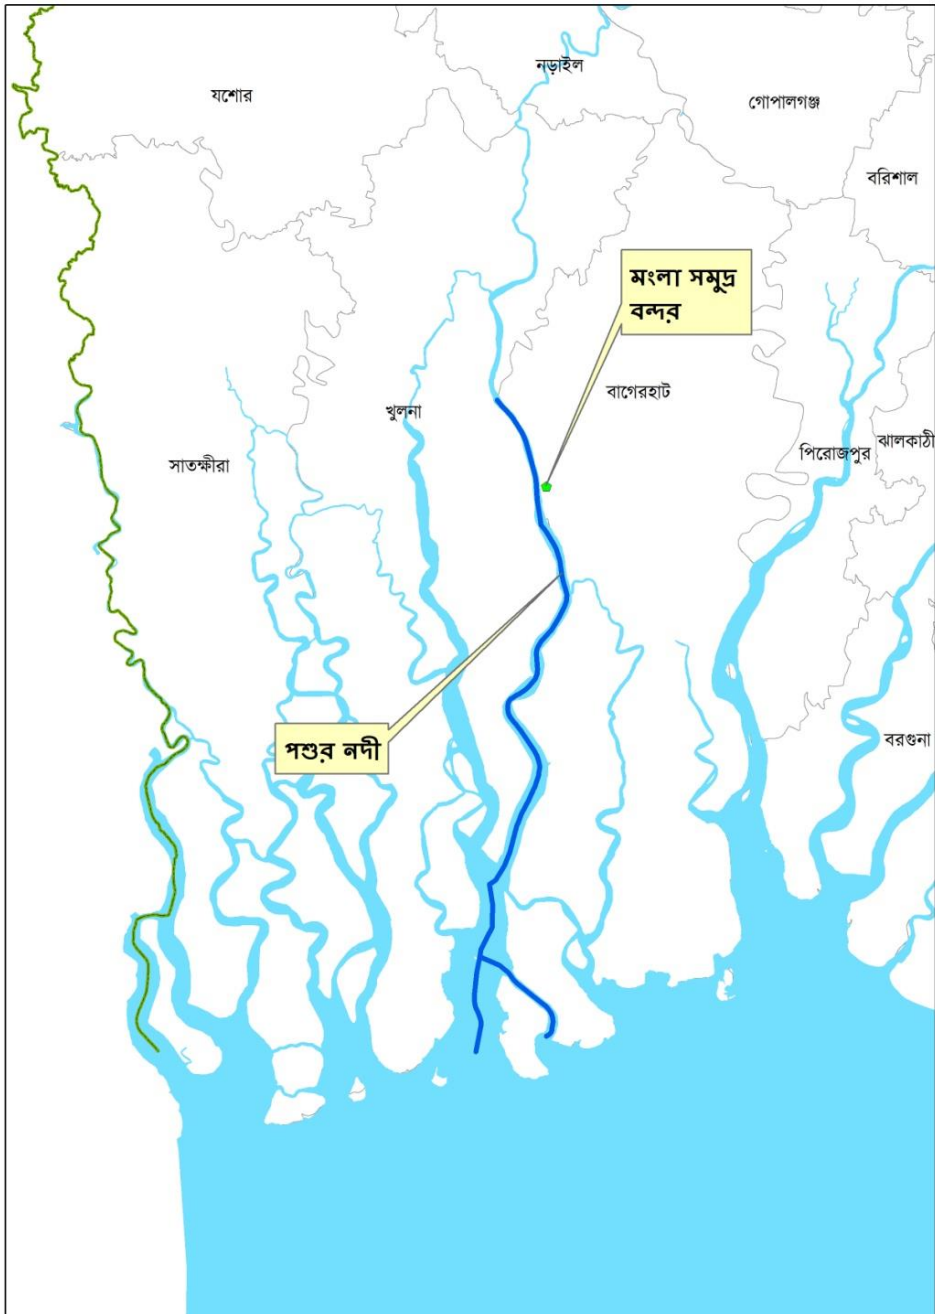 নড়াইল
যশোর
গোপালগঞ্জ
বরিশাল
মংলা সমুদ্র
বন্দর
বাগেরহাট
খুলনা
ঝালকাঠী
পিরোজপুর
সাতক্ষীরা
বরগুনা
পশুর নদী